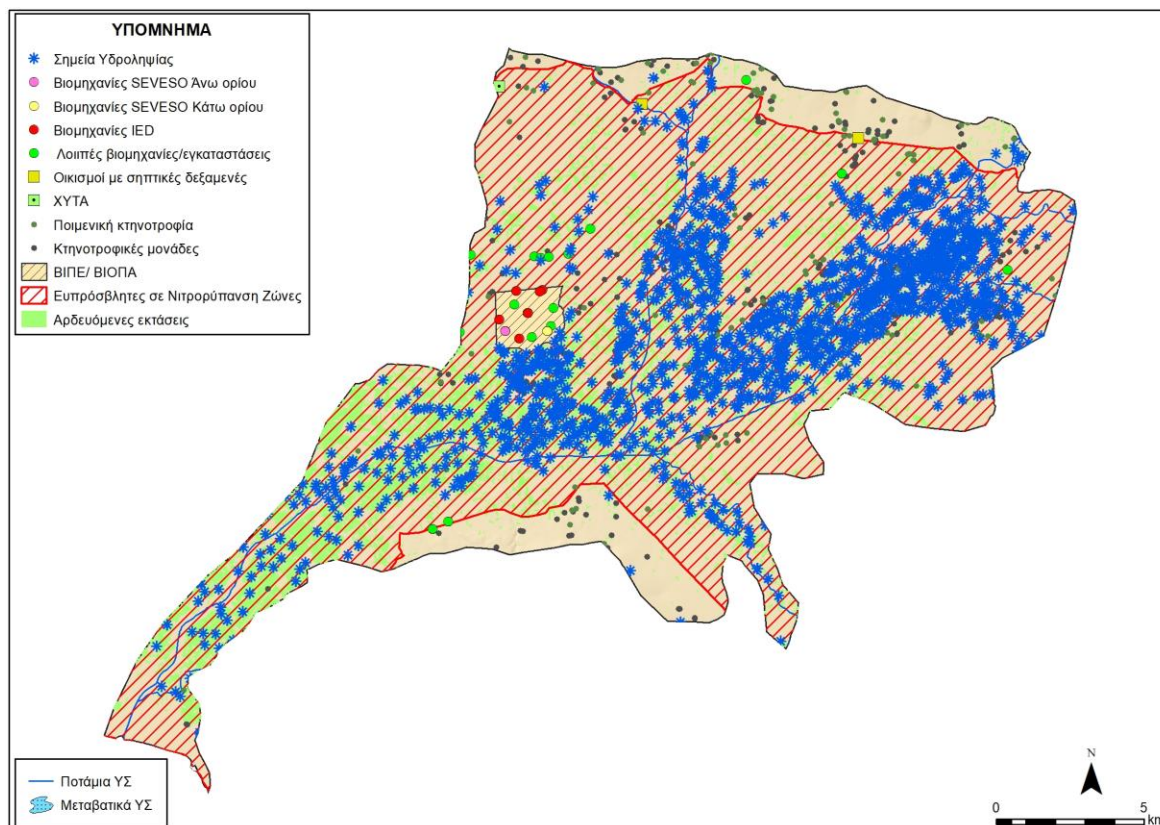 ΥΠΟΜΝΗΜΑ
Σημεία Υδροληψίας
Βιομηχανίες SEVESO Άνω ορίου
Βιομηχανίες SEVESO Κάτω ορίου
Βιομηχανίες IED
Λοιπές βιομηχανίες/εγκαταστάσεις
Οικισμοί με σηπτικές δεξαμενές
ΧΥΤΑ
Ποιμενική κτηνοτροφία
Κτηνοτροφικές μονάδες
ΒΙΠΕ/ ΒΙΟΠΑ
Ευπρόσβλητες σε Νιτρορύπανση Ζώνες
Αρδευόμενες εκτάσεις
Ποτάμια ΥΣ
Μεταβατικά ΥΣ
N
0 5
km